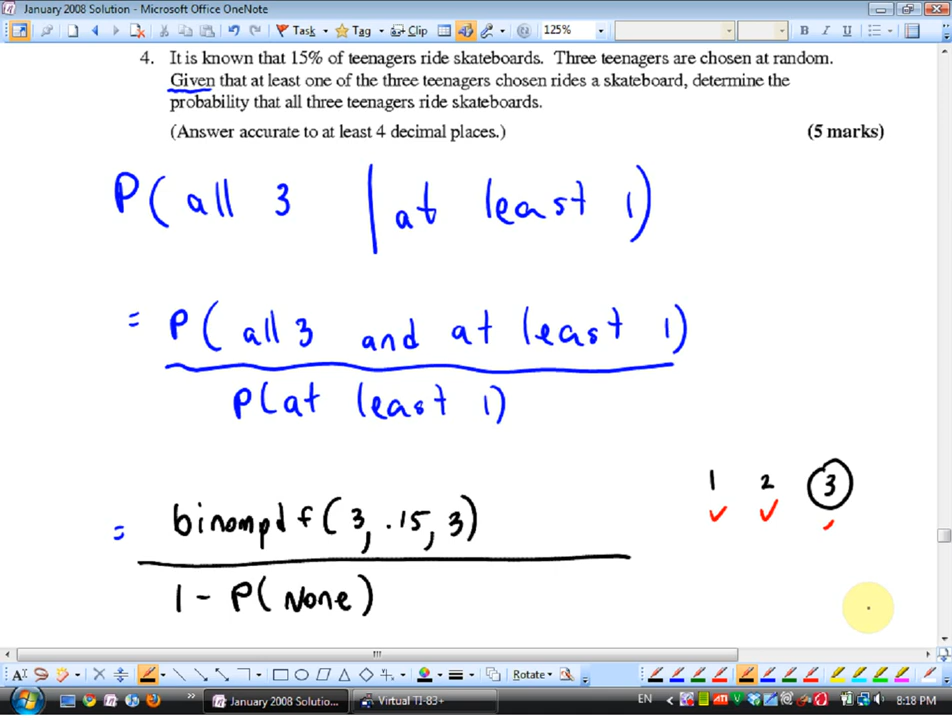 January 2008 Solution - Microsoft Office OneNote
Task Tag Clip 125% B I U
4. It is known that 15% of teenagers ride skateboards. Three teenagers are chosen at random.
Given that at least one of the three teenagers chosen rides a skateboard, determine the
probability that all three teenagers ride skateboards.
(Answer accurate to at least 4 decimal places.) (5 marks)
P( all 3 | at least 1)
= P( all 3 and at least 1)
P(at least 1)
1 2 3
= binompdf(3, .15, 3)
1 - P(None)
Rotate
January 2008 Solutio... Virtual TI-83+ EN 8:18 PM